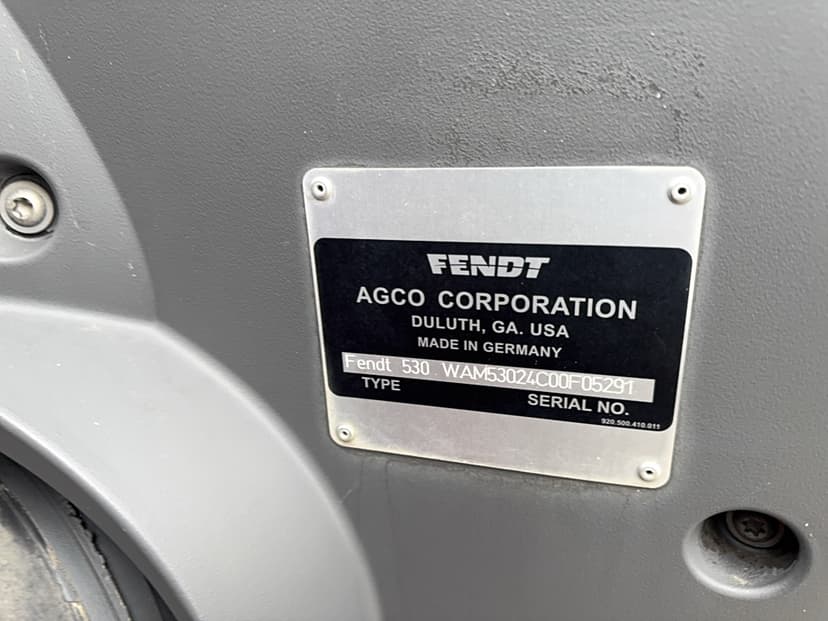 FENDT
AGCO CORPORATION
DULUTH, GA. USA
MADE IN GERMANY
Fendt 530 WAM53024C00F05291
TYPE SERIAL NO.
920.500.410.011